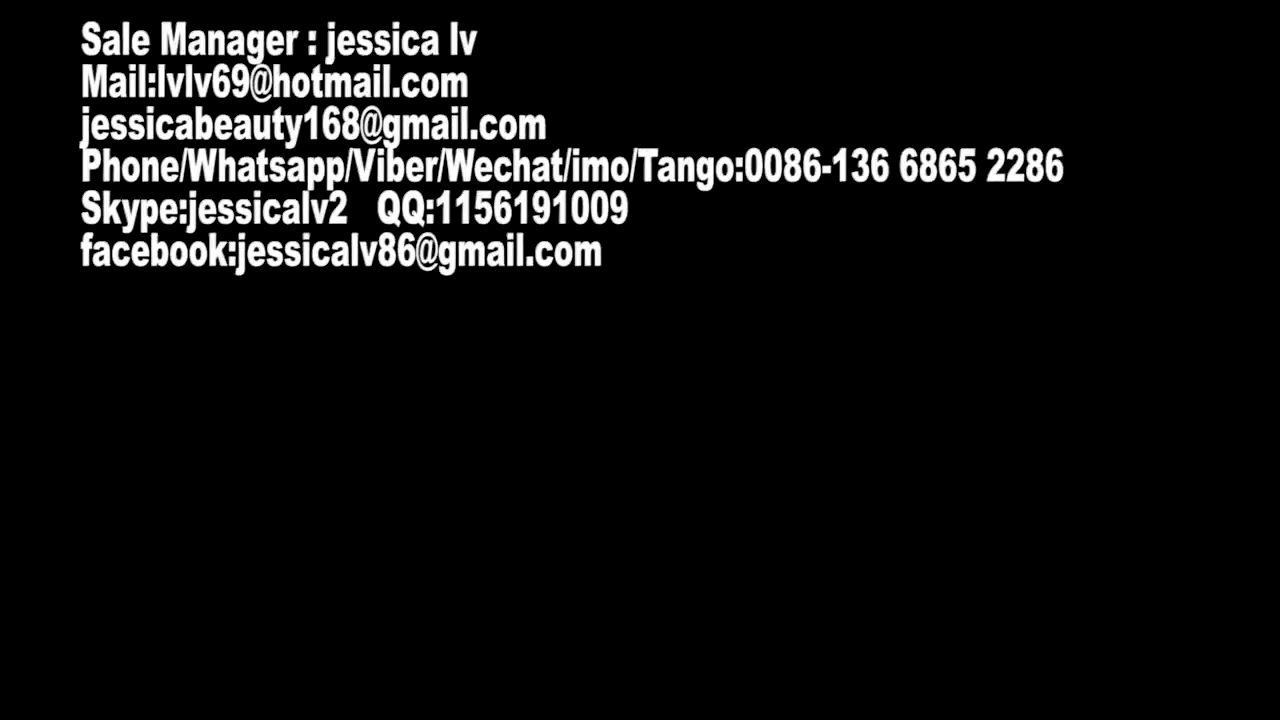 Sale Manager : jessica lv
Mail:lvlv69@hotmail.com
jessicabeauty168@gmail.com
Phone/Whatsapp/Viber/Wechat/imo/Tango:0086-136 6865 2286
Skype:jessicalv2   QQ:1156191009
facebook:jessicalv86@gmail.com